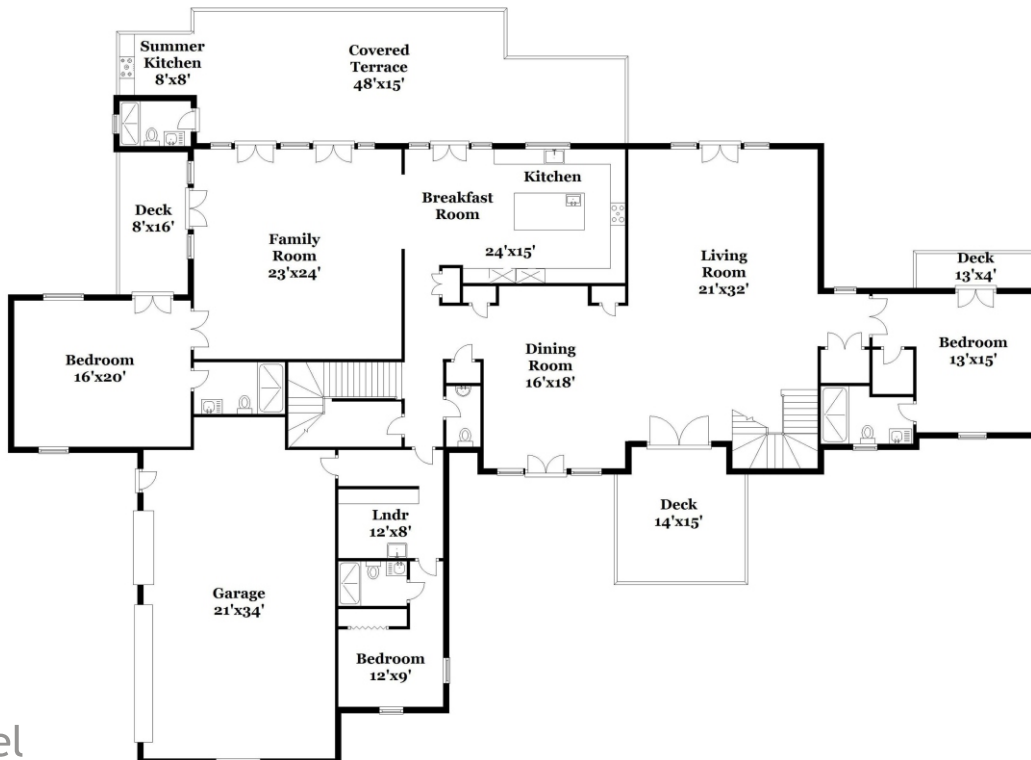 Summer
Kitchen
8'x8'
Covered
Terrace
48'x15'
Kitchen
Breakfast
Room
24'x15'
Deck
8'x16'
Family
Room
23'x24'
Living
Room
21'x32'
Deck
13'x4'
Bedroom
16'x20'
Dining
Room
16'x18'
Bedroom
13'x15'
Lndr
12'x8'
Deck
14'x15'
Garage
21'x34'
Bedroom
12'x9'
el